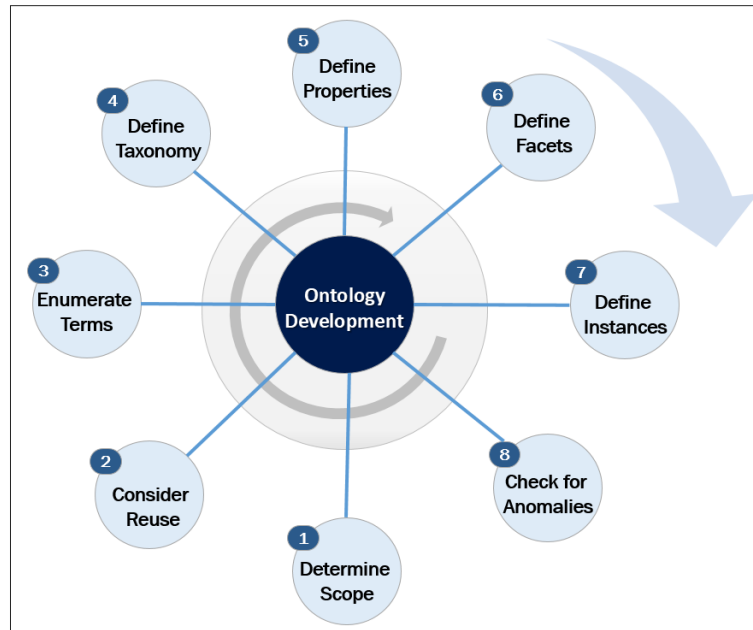 5
Define
Properties
4
Define
Taxonomy
6
Define
Facets
3
Enumerate
Terms
Ontology
Development
7
Define
Instances
2
Consider
Reuse
8
Check for
Anomalies
1
Determine
Scope